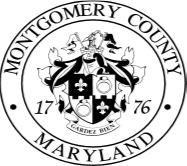 MONTGOMERY COUNTY
17 76
GARDEZ BIEN
MARYLAND